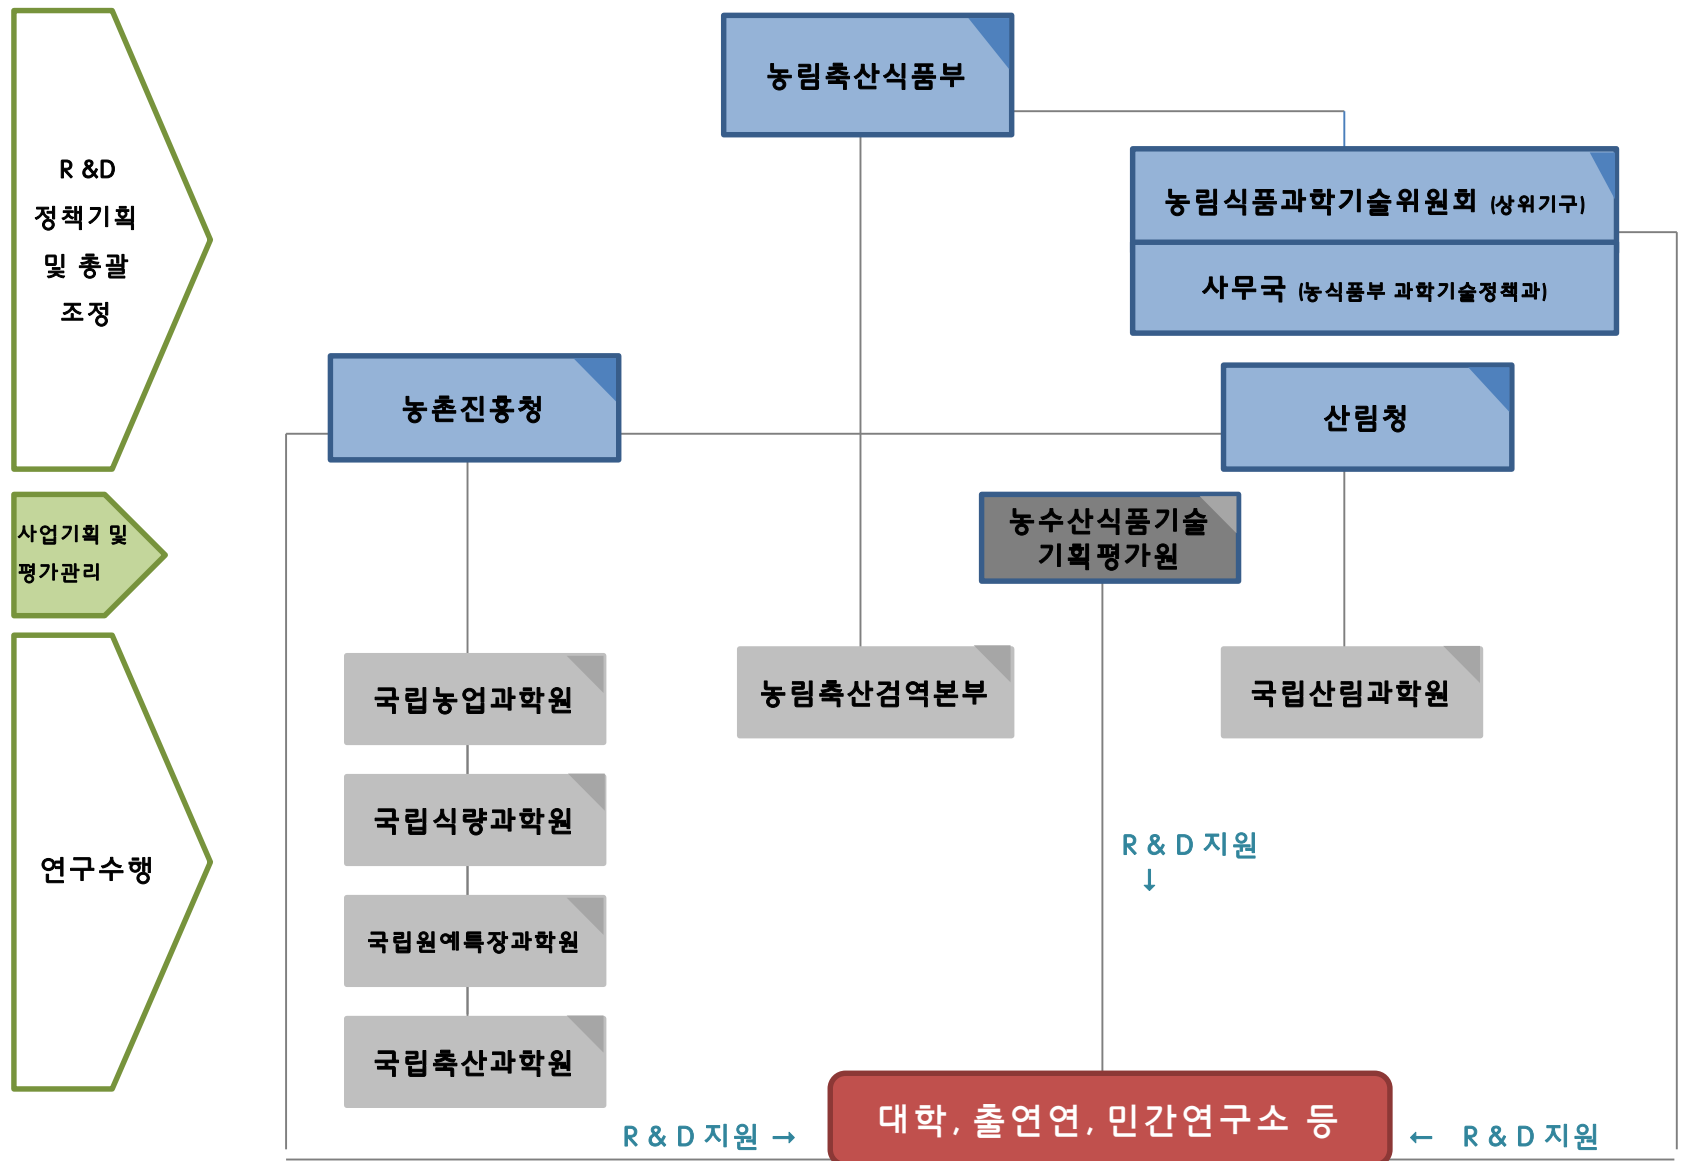 농림축산식품부
R &D
정책기획
및 총괄
조정
농림식품과학기술위원회 (상위기구)
사무국 (농식품부 과학기술정책과)
농촌진흥청
산림청
사업기획 및
평가관리
농수산식품기술
기획평가원
국립농업과학원
농림축산검역본부
국립산림과학원
국립식량과학원
연구수행
R & D 지원
↓
국립원예특장과학원
국립축산과학원
R & D 지원 →
대학, 출연연, 민간연구소 등
← R & D 지원